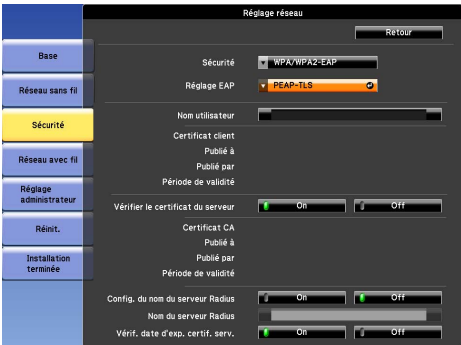 Réglage réseau
Retour
Base
Réseau sans fil
Sécurité
Réseau avec fil
Réglage
administrateur
Réinit.
Installation
terminée
Sécurité WPA/WPA2-EAP
Réglage EAP PEAP-TLS
Nom utilisateur
Certificat client
Publié à
Publié par
Période de validité
Vérifier le certificat du serveur On Off
Certificat CA
Publié à
Publié par
Période de validité
Config. du nom du serveur Radius On Off
Nom du serveur Radius
Vérif. date d'exp. certif. serv. On Off